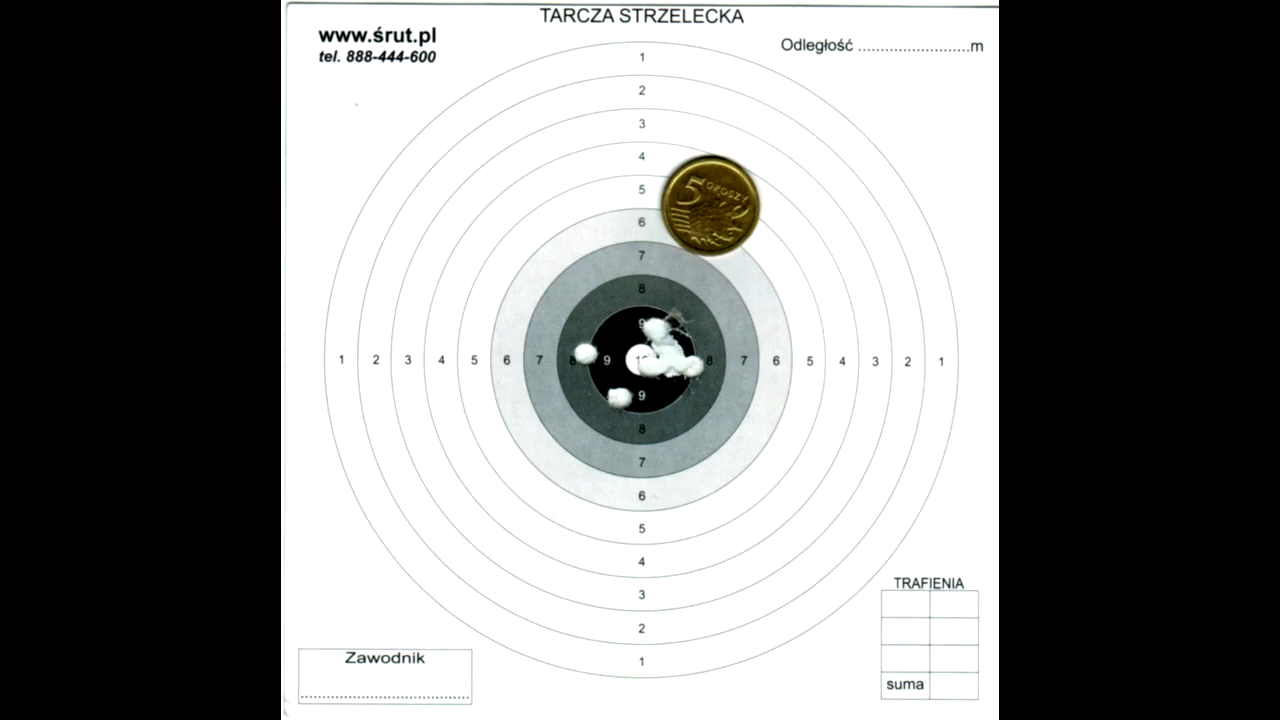 TARCZA STRZELECKA
www.śrut.pl
tel. 888-444-600
Odległość ........................m
1
2
3
4
5
6
7
8
9
1 2 3 4 5 6 7 8 9 10 8 7 6 5 4 3 2 1
9
8
7
6
5
4
3
2
1
5
GROSZY
TRAFIENIA
suma
Zawodnik